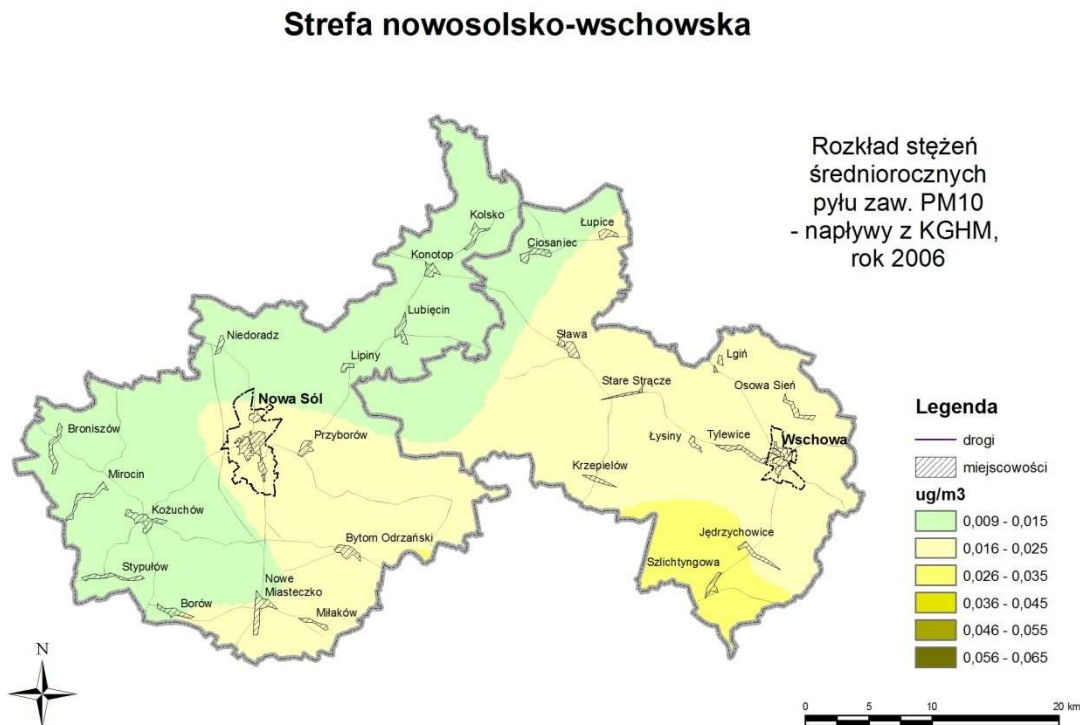 Strefa nowosolsko-wschowska
Rozkład stężeń
średniorocznych
pyłu zaw. PM10
- napływy z KGHM,
rok 2006
Kolsko
Łupice
Ciosaniec
Konotop
Lubięcin
Niedoradz
Sława
Lgiń
Lipiny
Stare Strącze
Osowa Sień
Nowa Sól
Broniszów
Przyborów
Łysiny
Tylewice
Wschowa
Mirocin
Krzepielów
Kożuchów
Bytom Odrzański
Jędrzychowice
Stypułów
Szlichtyngowa
Nowe
Miasteczko
Borów
Miłaków
Legenda
drogi
miejscowości
ug/m3
0,009 - 0,015
0,016 - 0,025
0,026 - 0,035
0,036 - 0,045
0,046 - 0,055
0,056 - 0,065
N
0 5 10 20 km